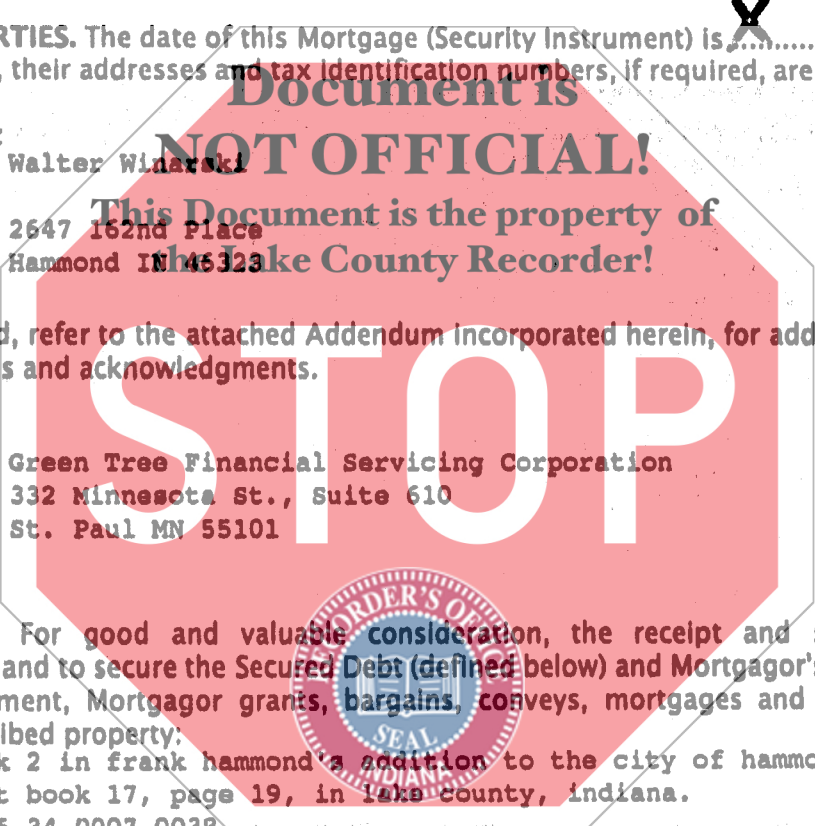 RTIES. The date of this Mortgage (Security Instrument) is
, their addresses and tax identification numbers, if required, are
Document is
NOT OFFICIAL!
This Document is the property of
the Lake County Recorder!
Walter Winarski
2647 162nd Place
Hammond IN 46323
d, refer to the attached Addendum incorporated herein, for add
s and acknowledgments.
STOP
Green Tree Financial Servicing Corporation
332 Minnesota St., Suite 610
St. Paul MN 55101
RECORDER'S OFFICE
SEAL
INDIANA
For good and valuable consideration, the receipt and
and to secure the Secured Debt (defined below) and Mortgagor's
ment, Mortgagor grants, bargains, conveys, mortgages and
ibed property:
k 2 in frank hammond's addition to the city of hammo
t book 17, page 19, in lake county, indiana.